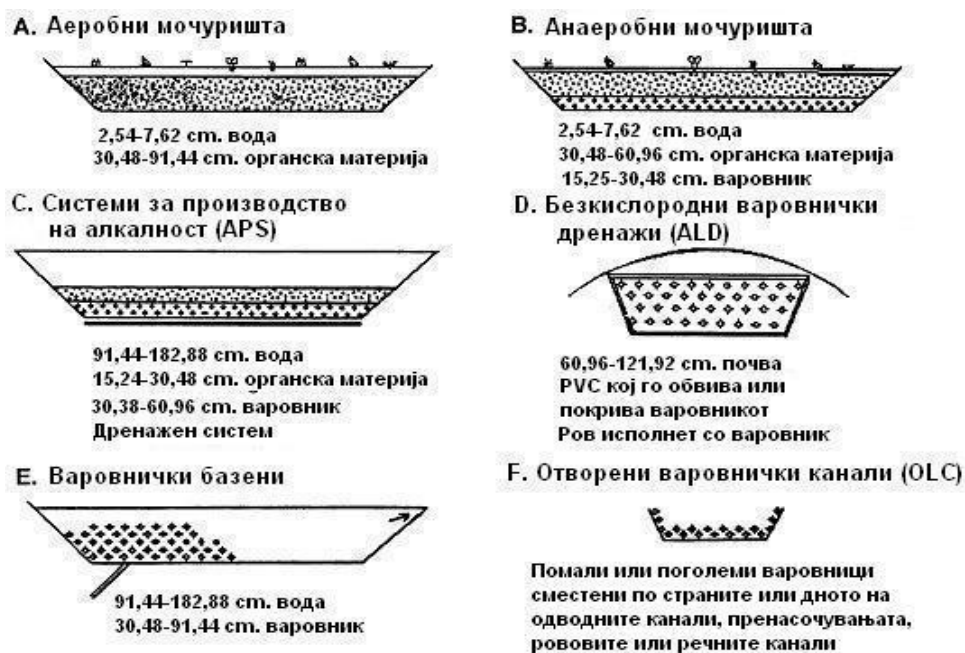 A. Аеробни мочуришта
2,54-7,62 cm. вода
30,48-91,44 cm. органска материја
B. Анаеробни мочуришта
2,54-7,62 cm. вода
30,48-60,96 cm. органска материја
15,25-30,48 cm. варовник
C. Системи за производство
на алкалност (APS)
91,44-182,88 cm. вода
15,24-30,48 cm. органска материја
30,38-60,96 cm. варовник
Дренажен систем
D. Безкислородни варовнички
дренажи (ALD)
60,96-121,92 cm. почва
PVC кој го обвива или
покрива варовникот
Ров исполнет со варовник
E. Варовнички базени
91,44-182,88 cm. вода
30,48-91,44 cm. варовник
F. Отворени варовнички канали (OLC)
Помали или поголеми варовници
сместени по страните или дното на
одводните канали, пренасочувањата,
рововите или речните канали